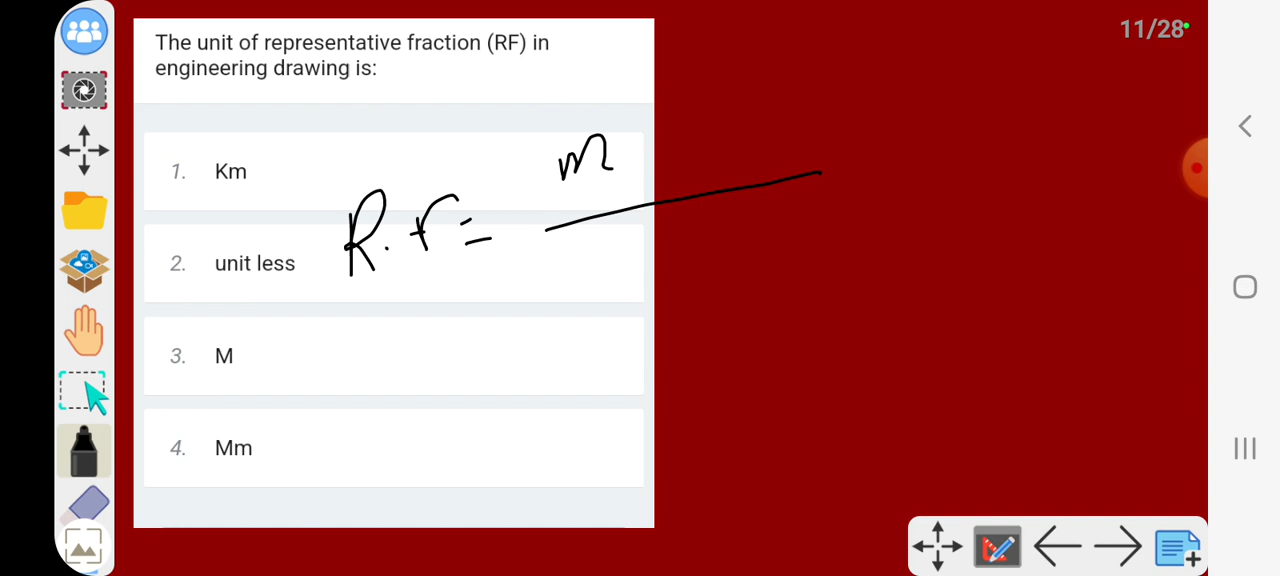 11/28
The unit of representative fraction (RF) in
engineering drawing is:
1. Km
2. unit less
3. M
4. Mm
R.F= m